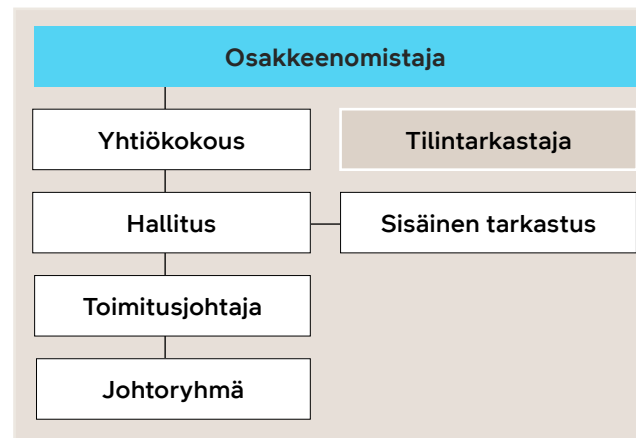 Osakkeenomistaja
Yhtiökokous
Tilintarkastaja
Hallitus
Sisäinen tarkastus
Toimitusjohtaja
Johtoryhmä